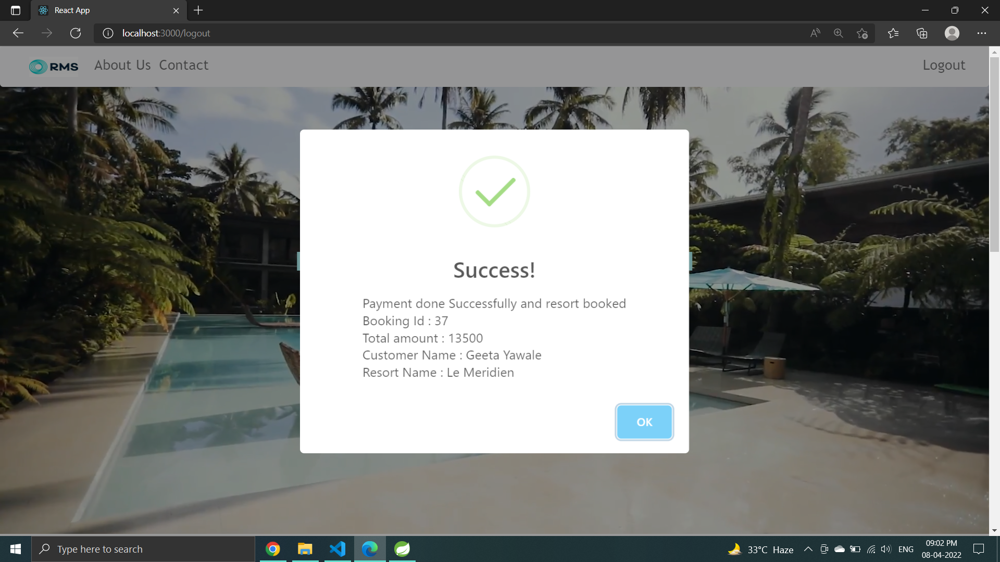 React App
localhost:3000/logout
RMS About Us Contact Logout
Success!
Payment done Successfully and resort booked
Booking Id : 37
Total amount : 13500
Customer Name : Geeta Yawale
Resort Name : Le Meridien
OK
Type here to search
33°C Haze
ENG
09:02 PM
08-04-2022